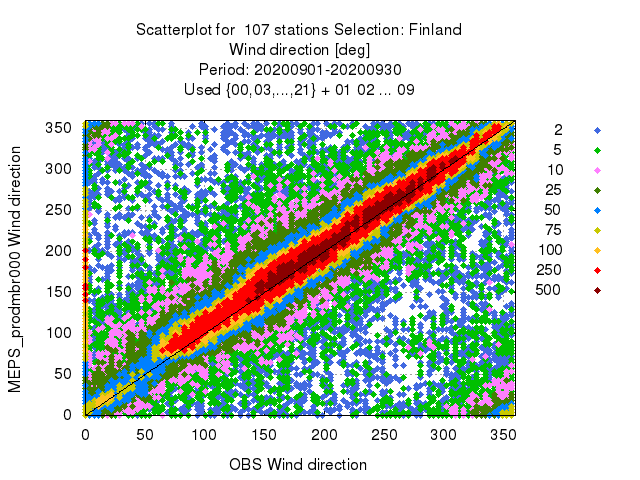 Scatterplot for 107 stations Selection: Finland
Wind direction [deg]
Period: 20200901-20200930
Used {00,03,...,21} + 01 02 ... 09
MEPS_prodmbr000 Wind direction
350
300
250
200
150
100
50
0
0 50 100 150 200 250 300 350
OBS Wind direction
2
5
10
25
50
75
100
250
500